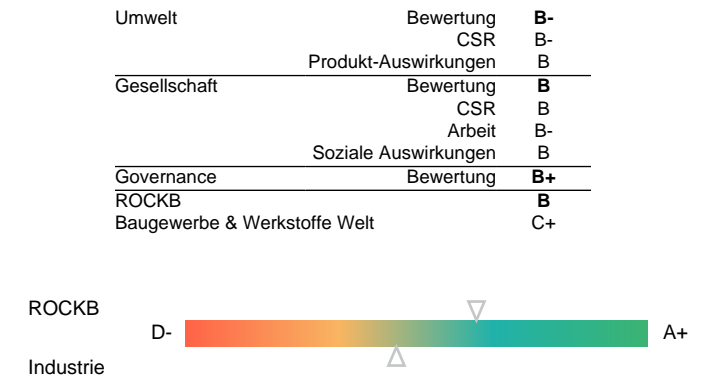 Umwelt Bewertung B-
CSR B-
Produkt-Auswirkungen B
Gesellschaft Bewertung B
CSR B
Arbeit B-
Soziale Auswirkungen B
Governance Bewertung B+
ROCKB B
Baugewerbe & Werkstoffe Welt C+
ROCKB
D- A+
Industrie